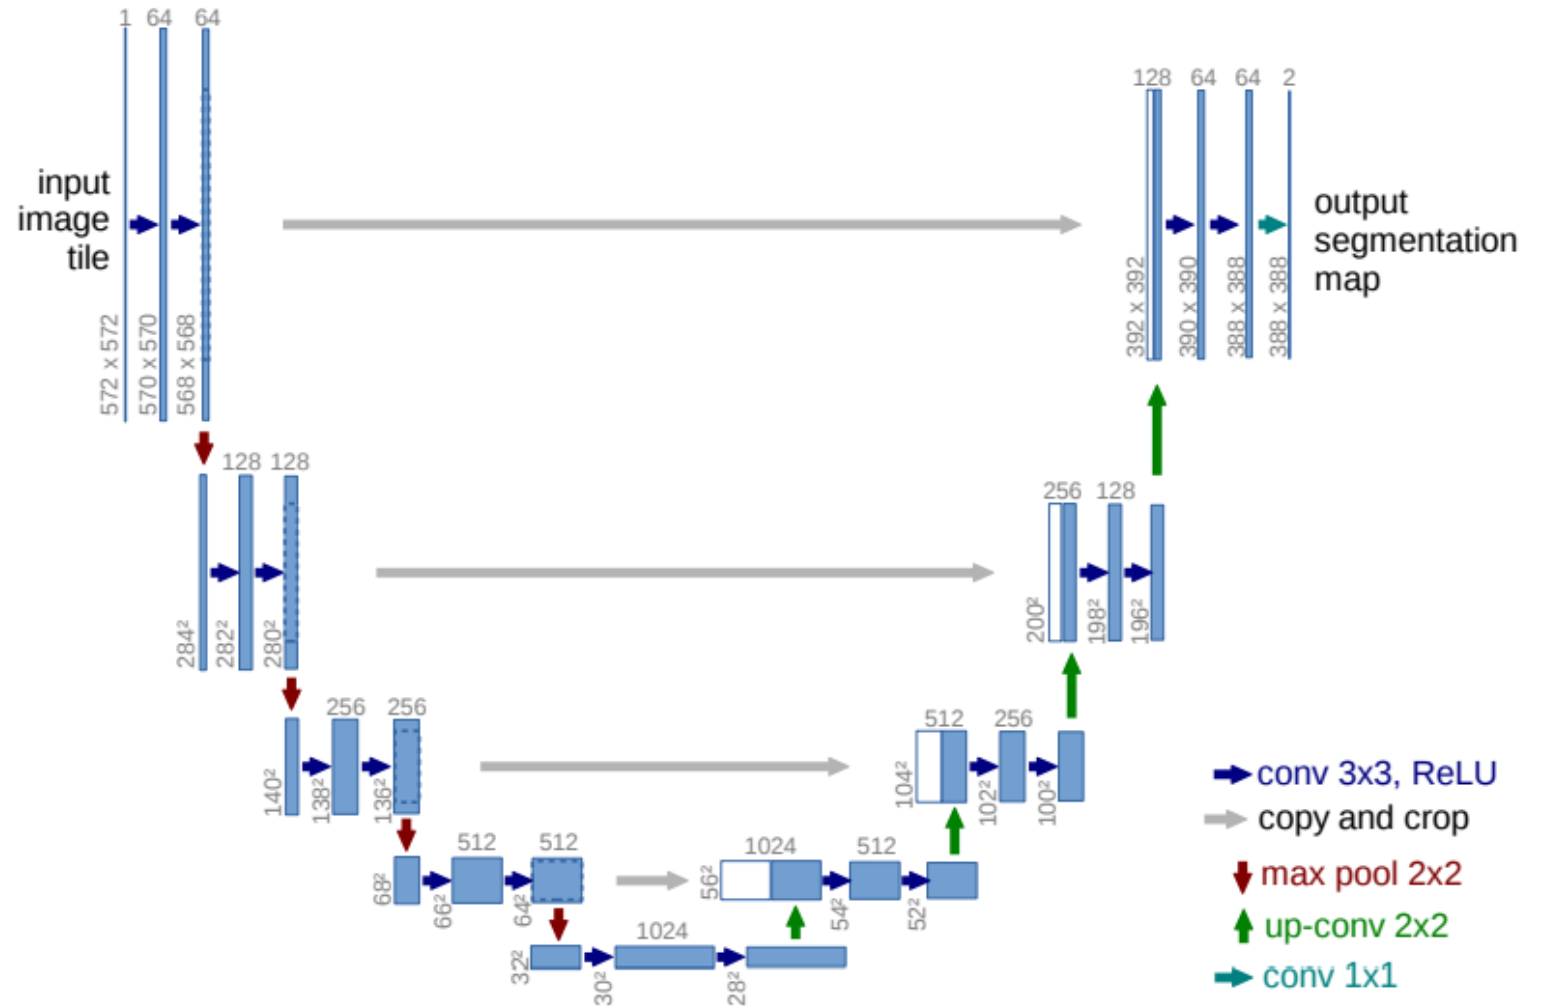 1 64 64
input
image
tile
572 x 572
570 x 570
568 x 568
128 64 64 2
output
segmentation
map
392 x 392
390 x 390
388 x 388
388 x 388
128 128
284²
282²
280²
256 128
200²
198²
196²
256 256
140²
138²
136²
512 256
104²
102²
100²
512 512
68²
66²
64²
1024 512
56²
54²
52²
1024
32²
30²
28²
conv 3x3, ReLU
copy and crop
max pool 2x2
up-conv 2x2
conv 1x1